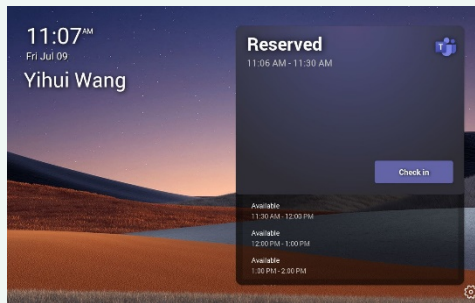 11:07AM
Fri Jul 09
Yihui Wang
Reserved
11:06 AM - 11:30 AM
T
Check in
Available
11:30 AM - 12:00 PM
Available
12:00 PM - 1:00 PM
Available
1:00 PM - 2:00 PM